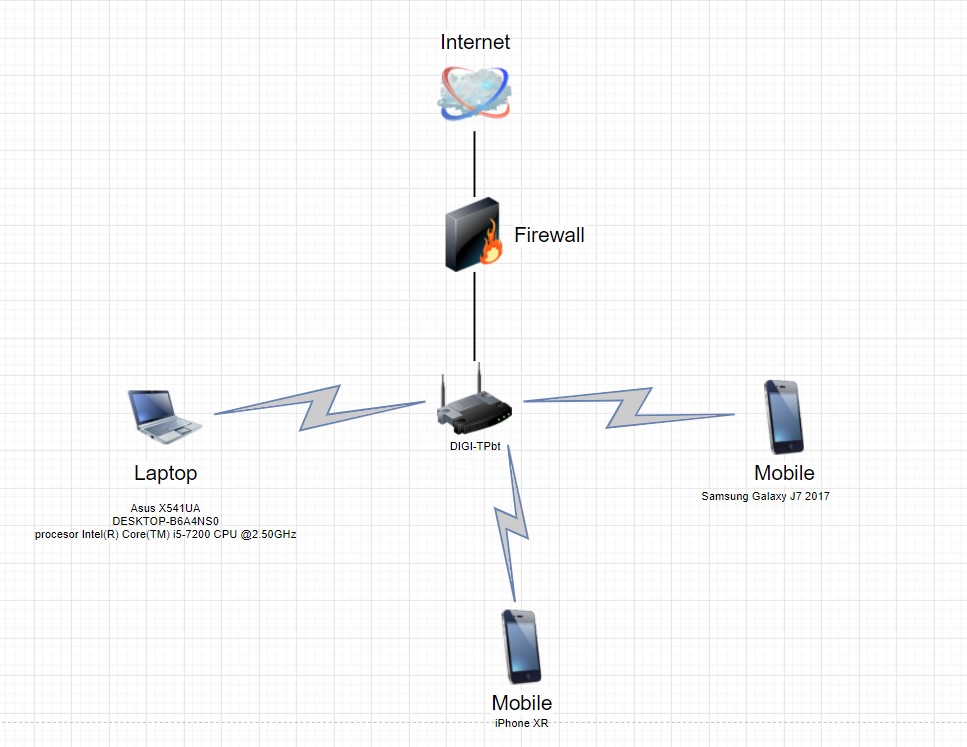 Internet
Firewall
DIGI-TPbt
Laptop
Asus X541UA
DESKTOP-B6A4NS0
procesor Intel(R) Core(TM) i5-7200 CPU @2.50GHz
Mobile
Samsung Galaxy J7 2017
Mobile
iPhone XR